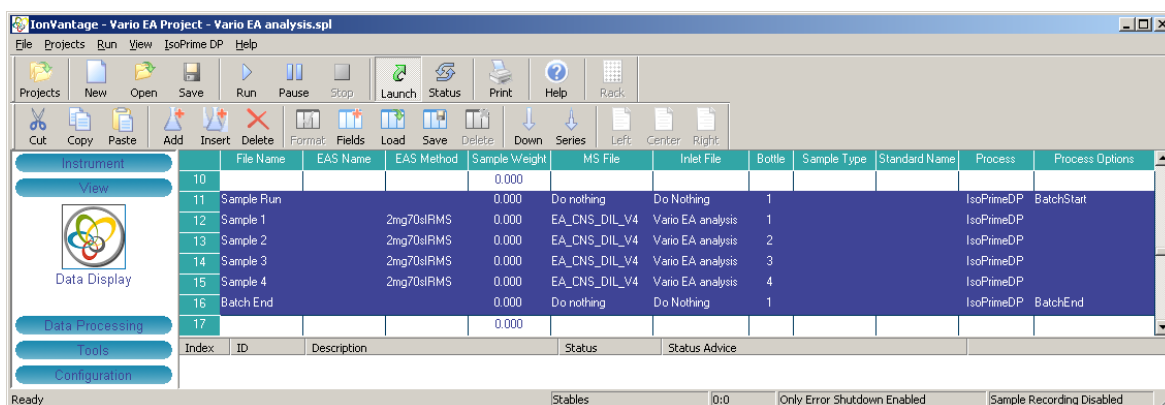 IonVantage - Vario EA Project - Vario EA analysis.spl
File Projects Run View IsoPrime DP Help
Projects New Open Save Run Pause Stop Launch Status Print Help Rack
Cut Copy Paste Add Insert Delete Format Fields Load Save Delete Down Series Left Center Right
Instrument
View
Data Display
Data Processing
Tools
Configuration
File Name EAS Name EAS Method Sample Weight MS File Inlet File Bottle Sample Type Standard Name Process Process Options
10 0.000
11 Sample Run 0.000 Do nothing Do Nothing 1 IsoPrimeDP BatchStart
12 Sample 1 2mg70sIRMS 0.000 EA_CNS_DIL_V4 Vario EA analysis 1 IsoPrimeDP
13 Sample 2 2mg70sIRMS 0.000 EA_CNS_DIL_V4 Vario EA analysis 2 IsoPrimeDP
14 Sample 3 2mg70sIRMS 0.000 EA_CNS_DIL_V4 Vario EA analysis 3 IsoPrimeDP
15 Sample 4 2mg70sIRMS 0.000 EA_CNS_DIL_V4 Vario EA analysis 4 IsoPrimeDP
16 Batch End 0.000 Do nothing Do Nothing 1 IsoPrimeDP BatchEnd
17 0.000
Index ID Description Status Status Advice
Ready Stables 0:0 Only Error Shutdown Enabled Sample Recording Disabled